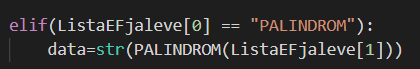 elif(ListaEFjaleve[0] == "PALINDROM"):
    data=str(PALINDROM(ListaEFjaleve[1]))